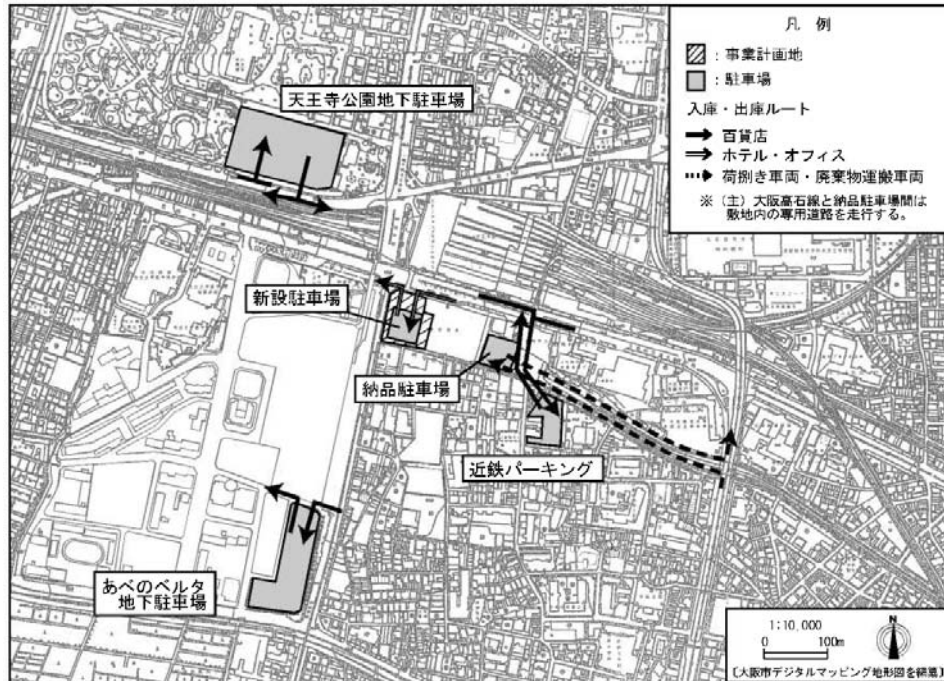 凡 例
：事業計画地
：駐車場
入庫・出庫ルート
百貨店
ホテル・オフィス
荷捌き車両・廃棄物運搬車両
※（主）大阪高石線と納品駐車場間は
敷地内の専用道路を走行する。
天王寺公園地下駐車場
新設駐車場
納品駐車場
近鉄パーキング
あべのベルタ
地下駐車場
1：10,000
0 100m
N
〔大阪市デジタルマッピング地形図を編纂〕